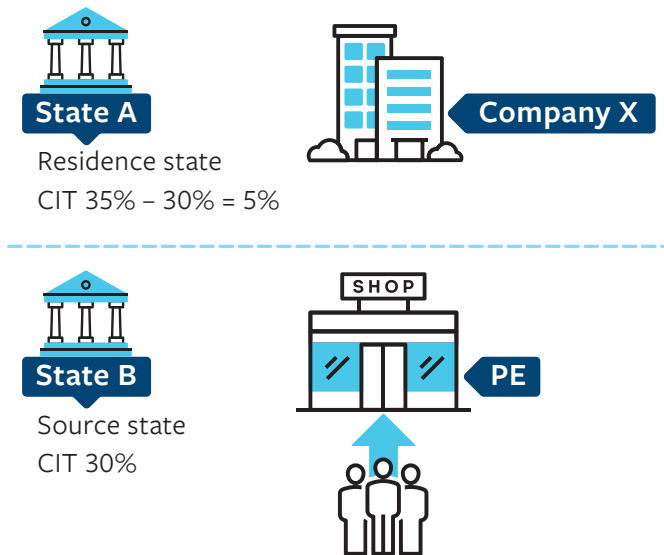 State A
Company X
Residence state
CIT 35% – 30% = 5%
SHOP
State B
PE
Source state
CIT 30%